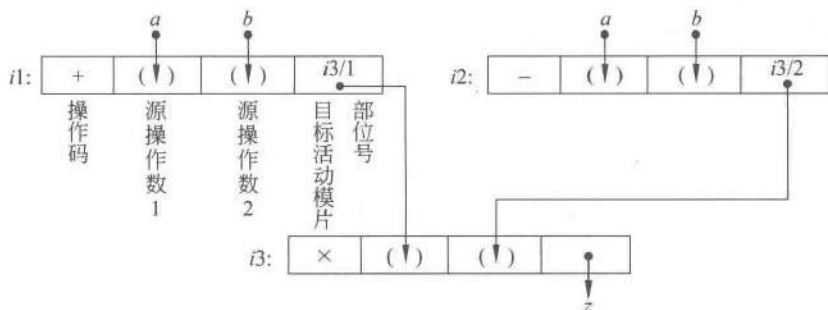 a b a b
i1: + ( ) ( ) i3/1 i2: - ( ) ( ) i3/2
操作码
源操作数1
源操作数2
目标活动模片
部位号
i3: × ( ) ( )
z